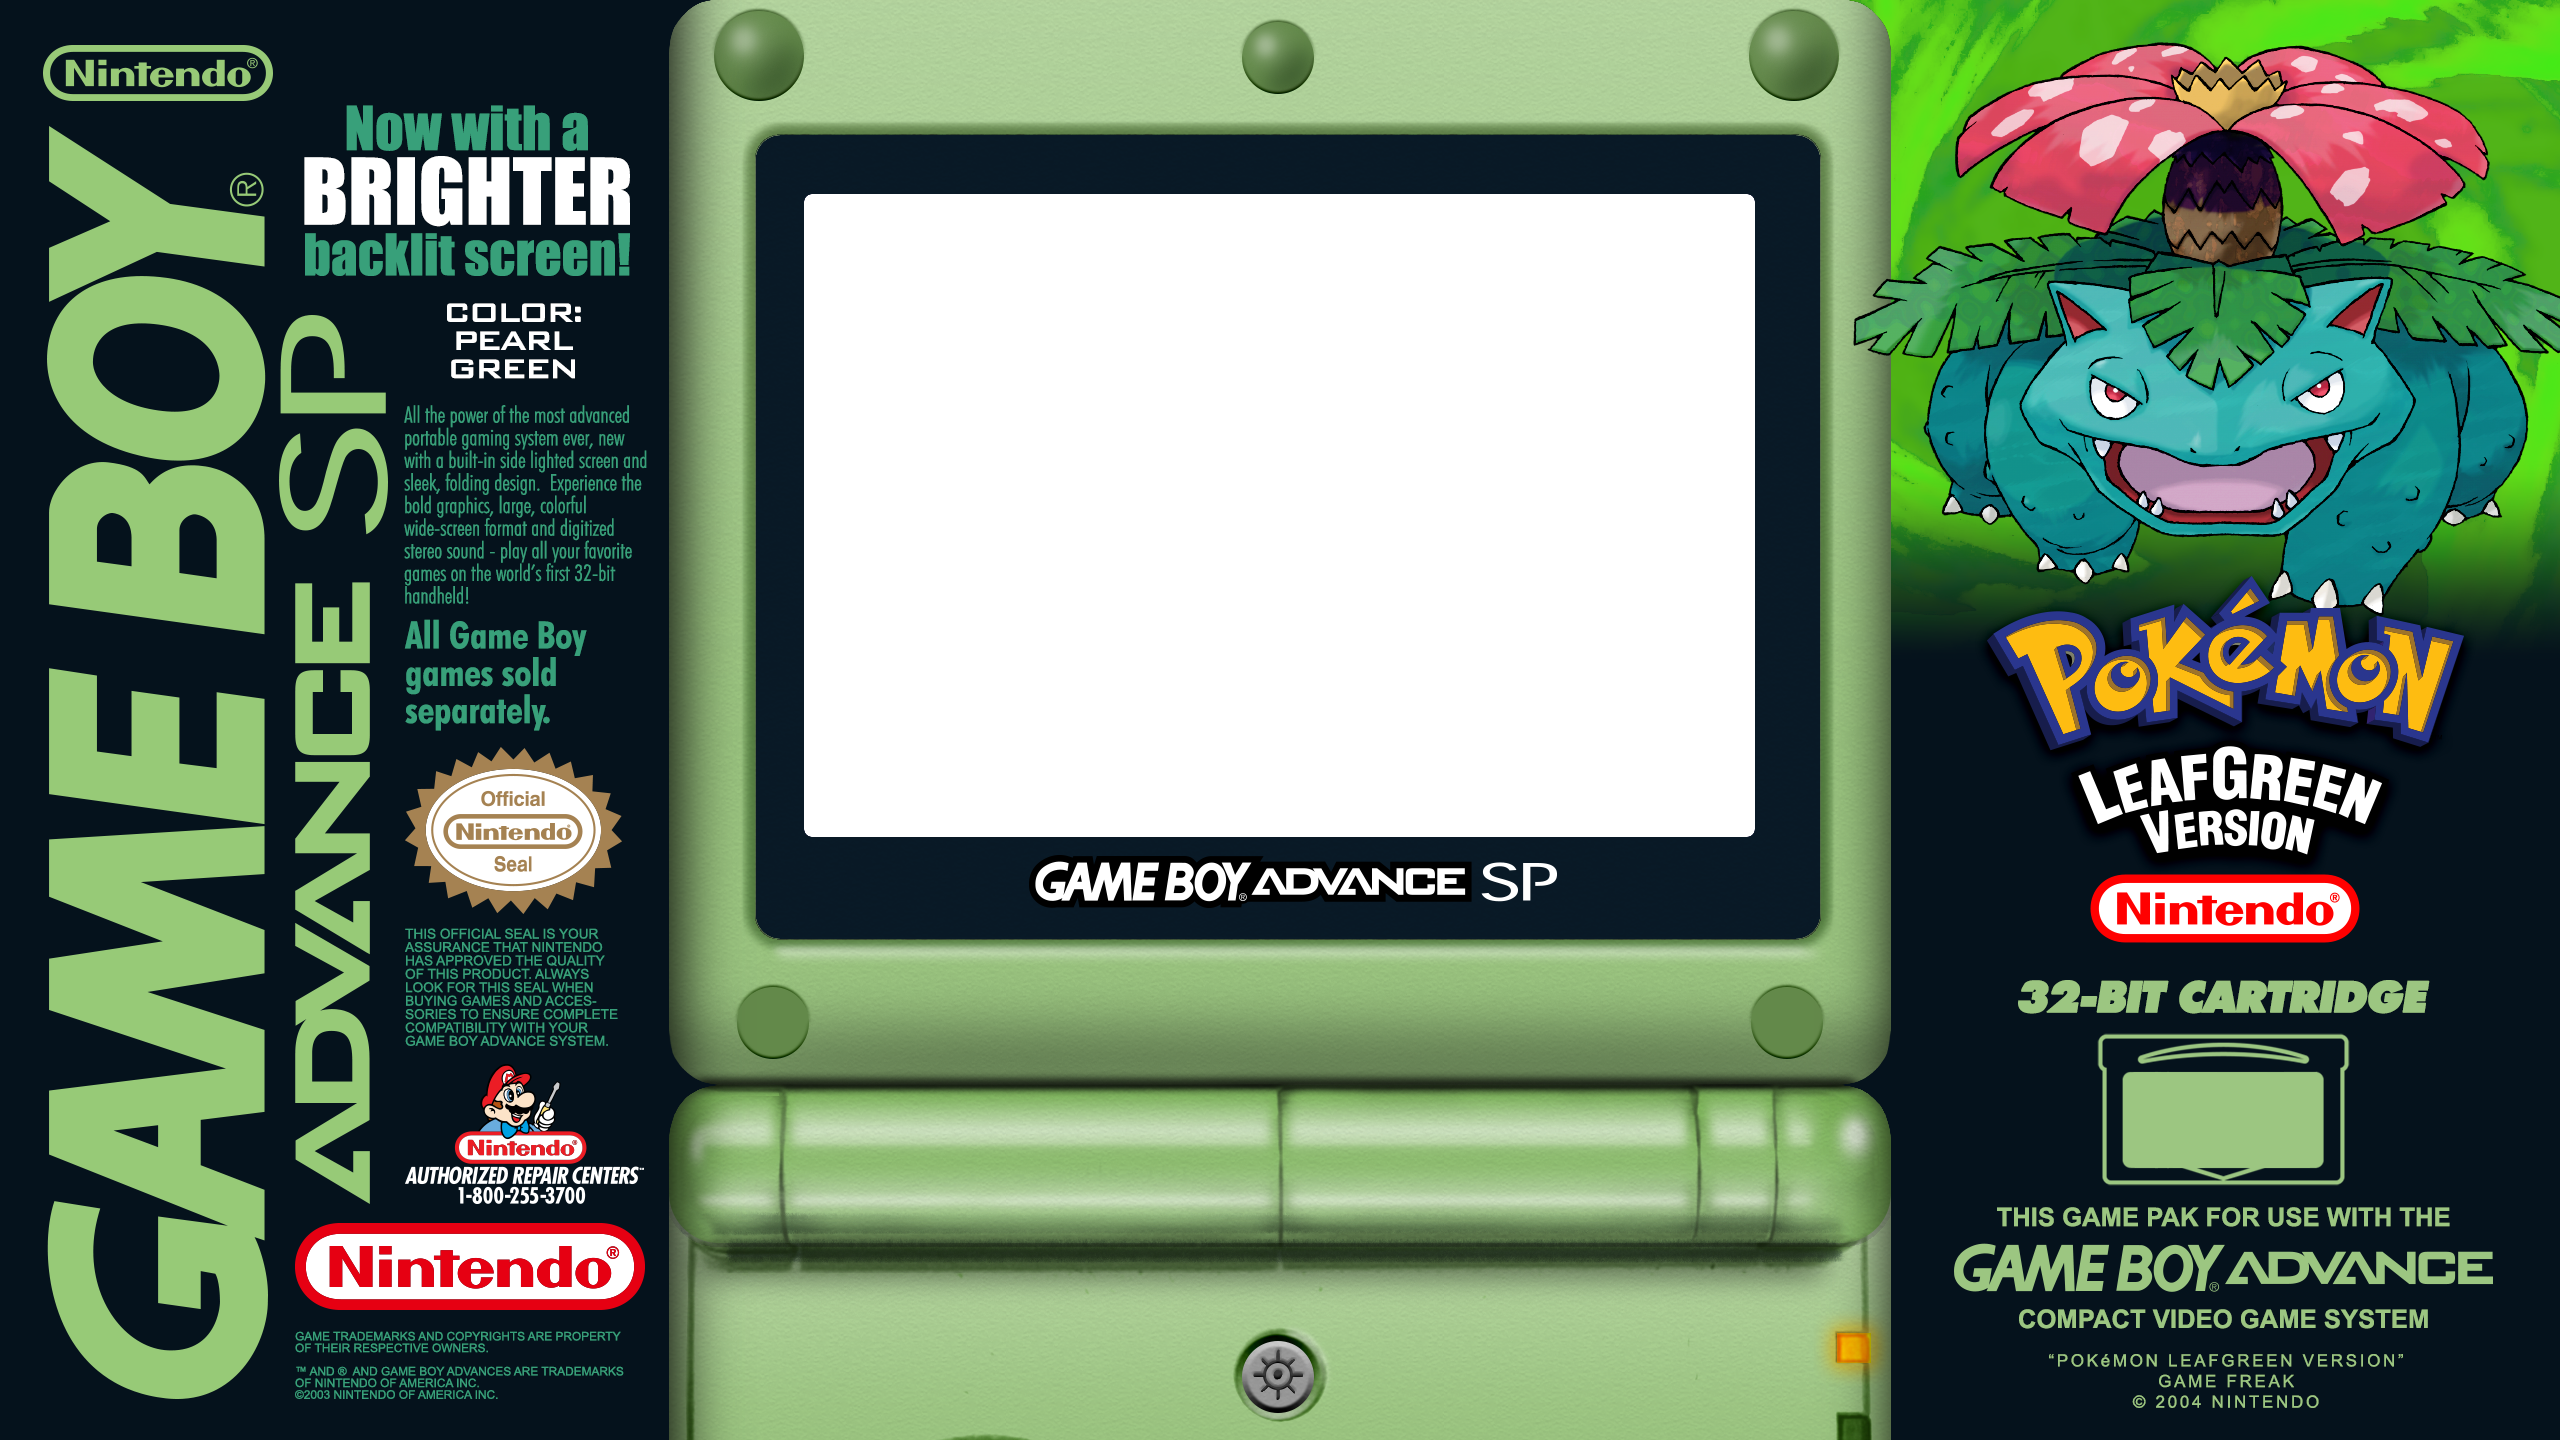 Nintendo®
GAME BOY®
ADVANCE SP
Now with a
BRIGHTER
backlit screen!
COLOR:
PEARL
GREEN
All the power of the most advanced
portable gaming system ever, new
with a built-in side lighted screen and
sleek, folding design. Experience the
bold graphics, large, colorful
wide-screen format and digitized
stereo sound - play all your favorite
games on the world's first 32-bit
handheld!
All Game Boy
games sold
separately.
Official
Nintendo®
Seal
THIS OFFICIAL SEAL IS YOUR
ASSURANCE THAT NINTENDO
HAS APPROVED THE QUALITY
OF THIS PRODUCT. ALWAYS
LOOK FOR THIS SEAL WHEN
BUYING GAMES AND ACCES-
SORIES TO ENSURE COMPLETE
COMPATIBILITY WITH YOUR
GAME BOY ADVANCE SYSTEM.
M
Nintendo®
AUTHORIZED REPAIR CENTERS℠
1-800-255-3700
Nintendo®
GAME TRADEMARKS AND COPYRIGHTS ARE PROPERTY
OF THEIR RESPECTIVE OWNERS.
™ AND ® AND GAME BOY ADVANCES ARE TRADEMARKS
OF NINTENDO OF AMERICA INC.
©2003 NINTENDO OF AMERICA INC.
GAME BOY® ADVANCE SP
POKéMON
LEAFGREEN
VERSION
Nintendo®
32-BIT CARTRIDGE
THIS GAME PAK FOR USE WITH THE
GAME BOY® ADVANCE
COMPACT VIDEO GAME SYSTEM
“POKéMON LEAFGREEN VERSION”
GAME FREAK
© 2004 NINTENDO